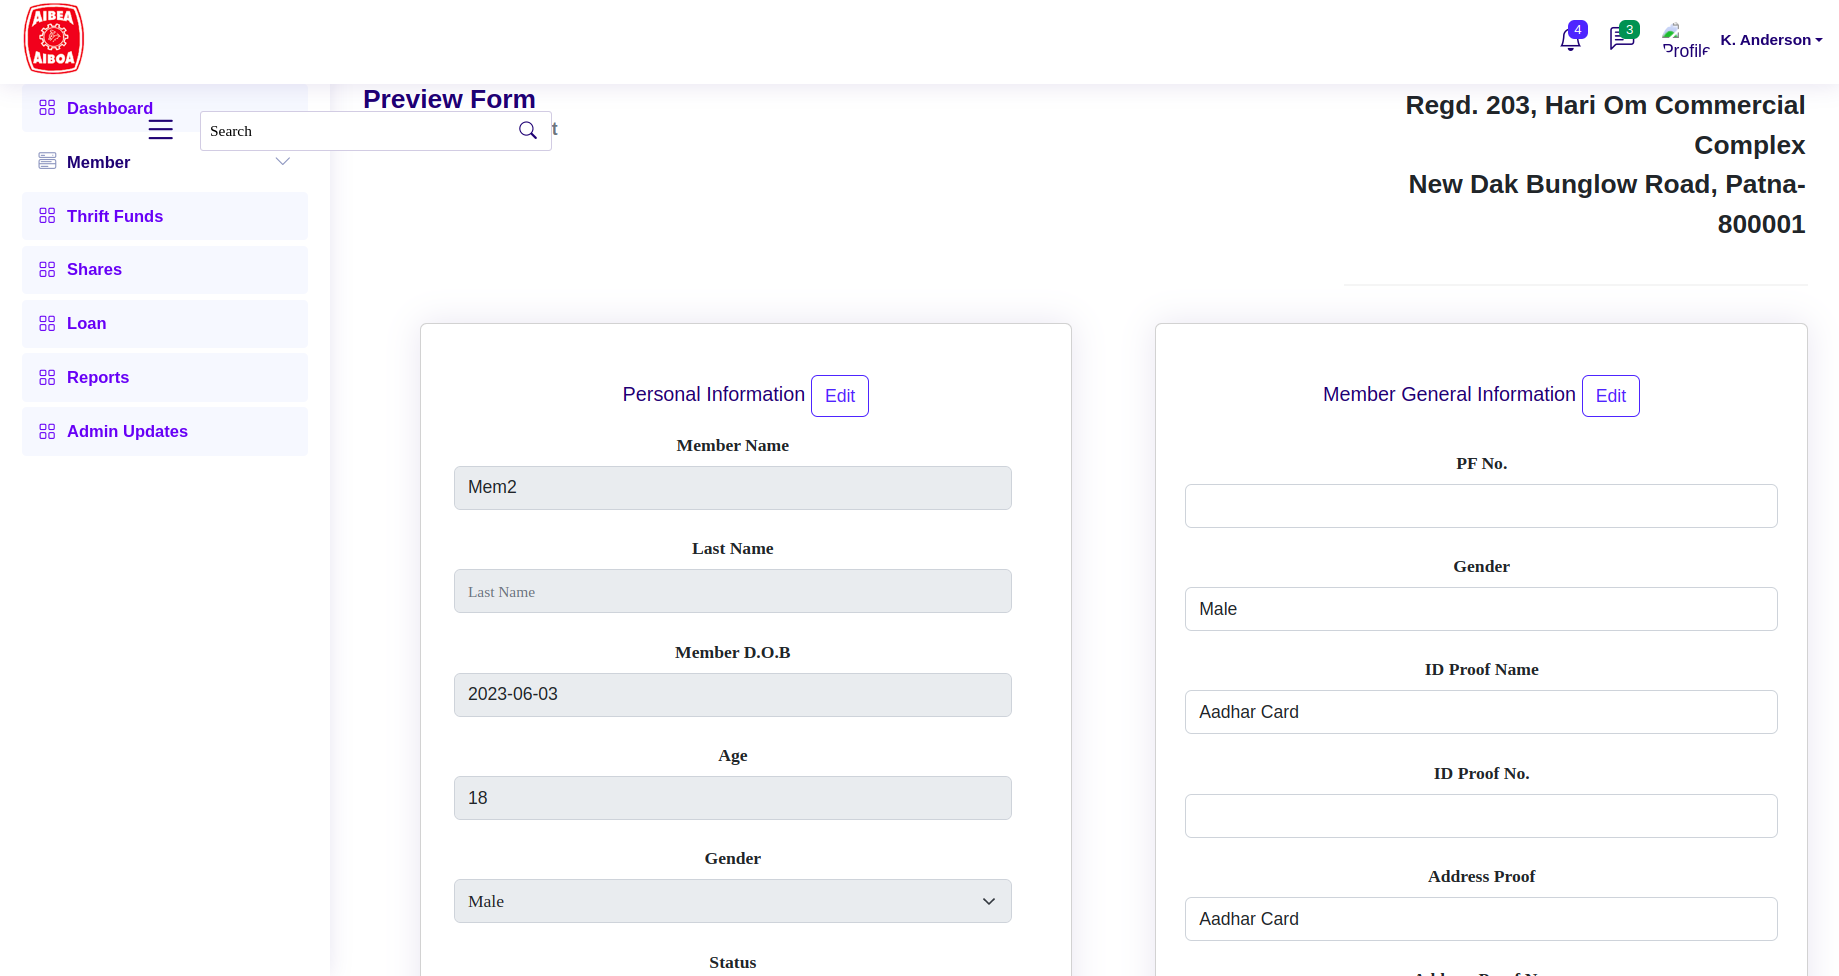 AIBEA
AIBOA
4
3
Profile
K. Anderson
Dashboard
Member
Thrift Funds
Shares
Loan
Reports
Admin Updates
Preview Form
Search
t
Regd. 203, Hari Om Commercial
Complex
New Dak Bunglow Road, Patna-
800001
Personal Information Edit
Member Name
Mem2
Last Name
Last Name
Member D.O.B
2023-06-03
Age
18
Gender
Male
Status
Member General Information Edit
PF No.
Gender
Male
ID Proof Name
Aadhar Card
ID Proof No.
Address Proof
Aadhar Card